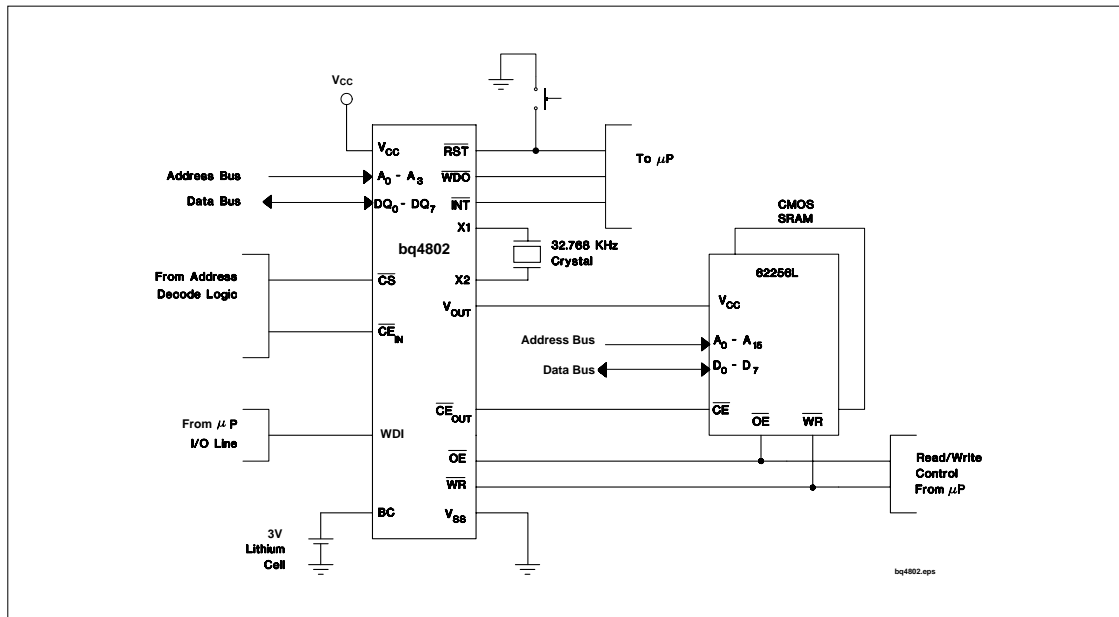 VCC
VCC
A0 - A3
DQ0 - DQ7
Address Bus
Data Bus
bq4802
From Address
Decode Logic
CS
CEIN
From μP
I/O Line
WDI
BC
3V
Lithium
Cell
RST
WDO
INT
X1
X2
VOUT
CEOUT
OE
WR
VSS
To μP
32.768 KHz
Crystal
CMOS
SRAM
62256L
VCC
Address Bus
A0 - A15
Data Bus
D0 - D7
CE
OE
WR
Read/Write
Control
From μP
bq4802.eps